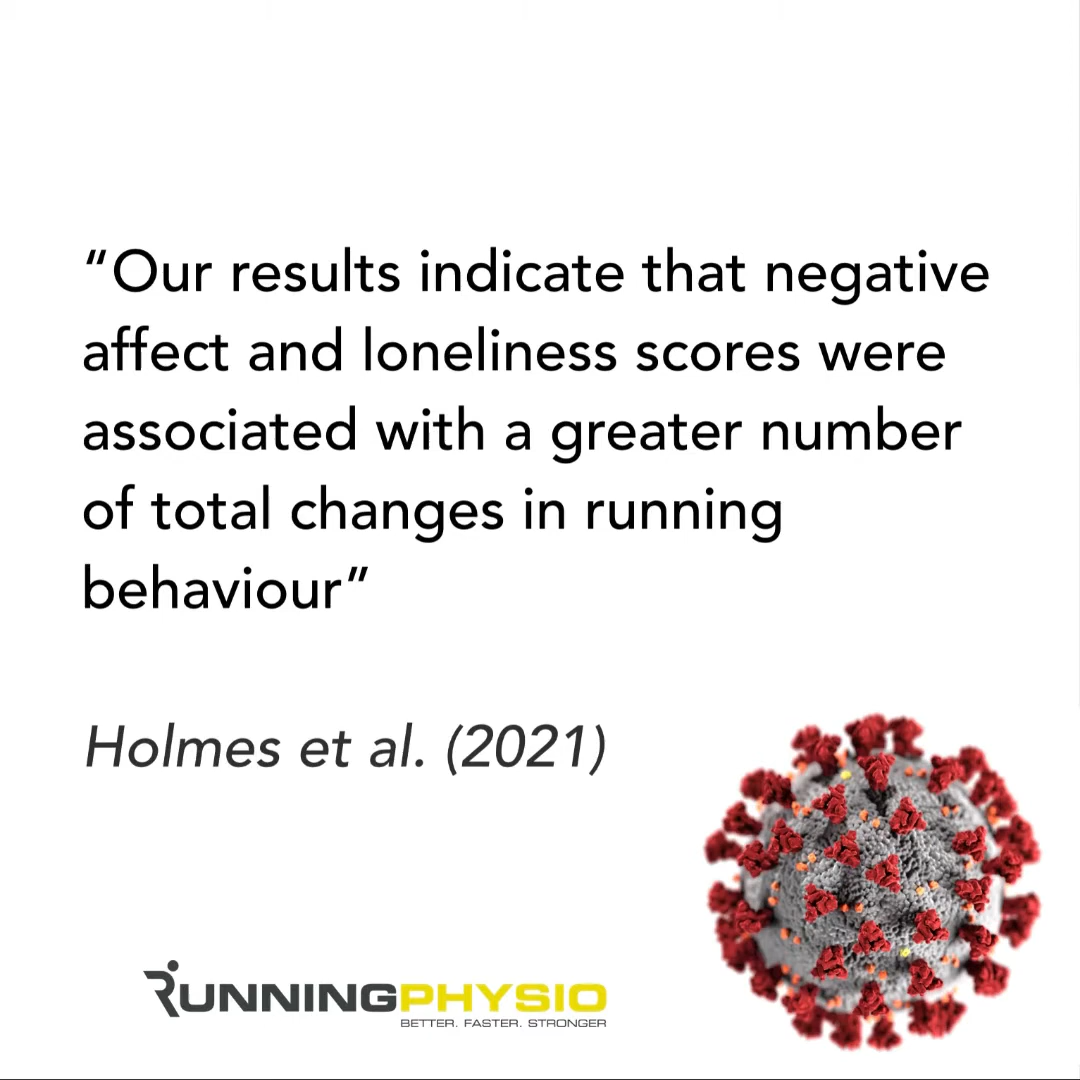 “Our results indicate that negative
affect and loneliness scores were
associated with a greater number
of total changes in running
behaviour”
Holmes et al. (2021)
RUNNINGPHYSIO
BETTER. FASTER. STRONGER